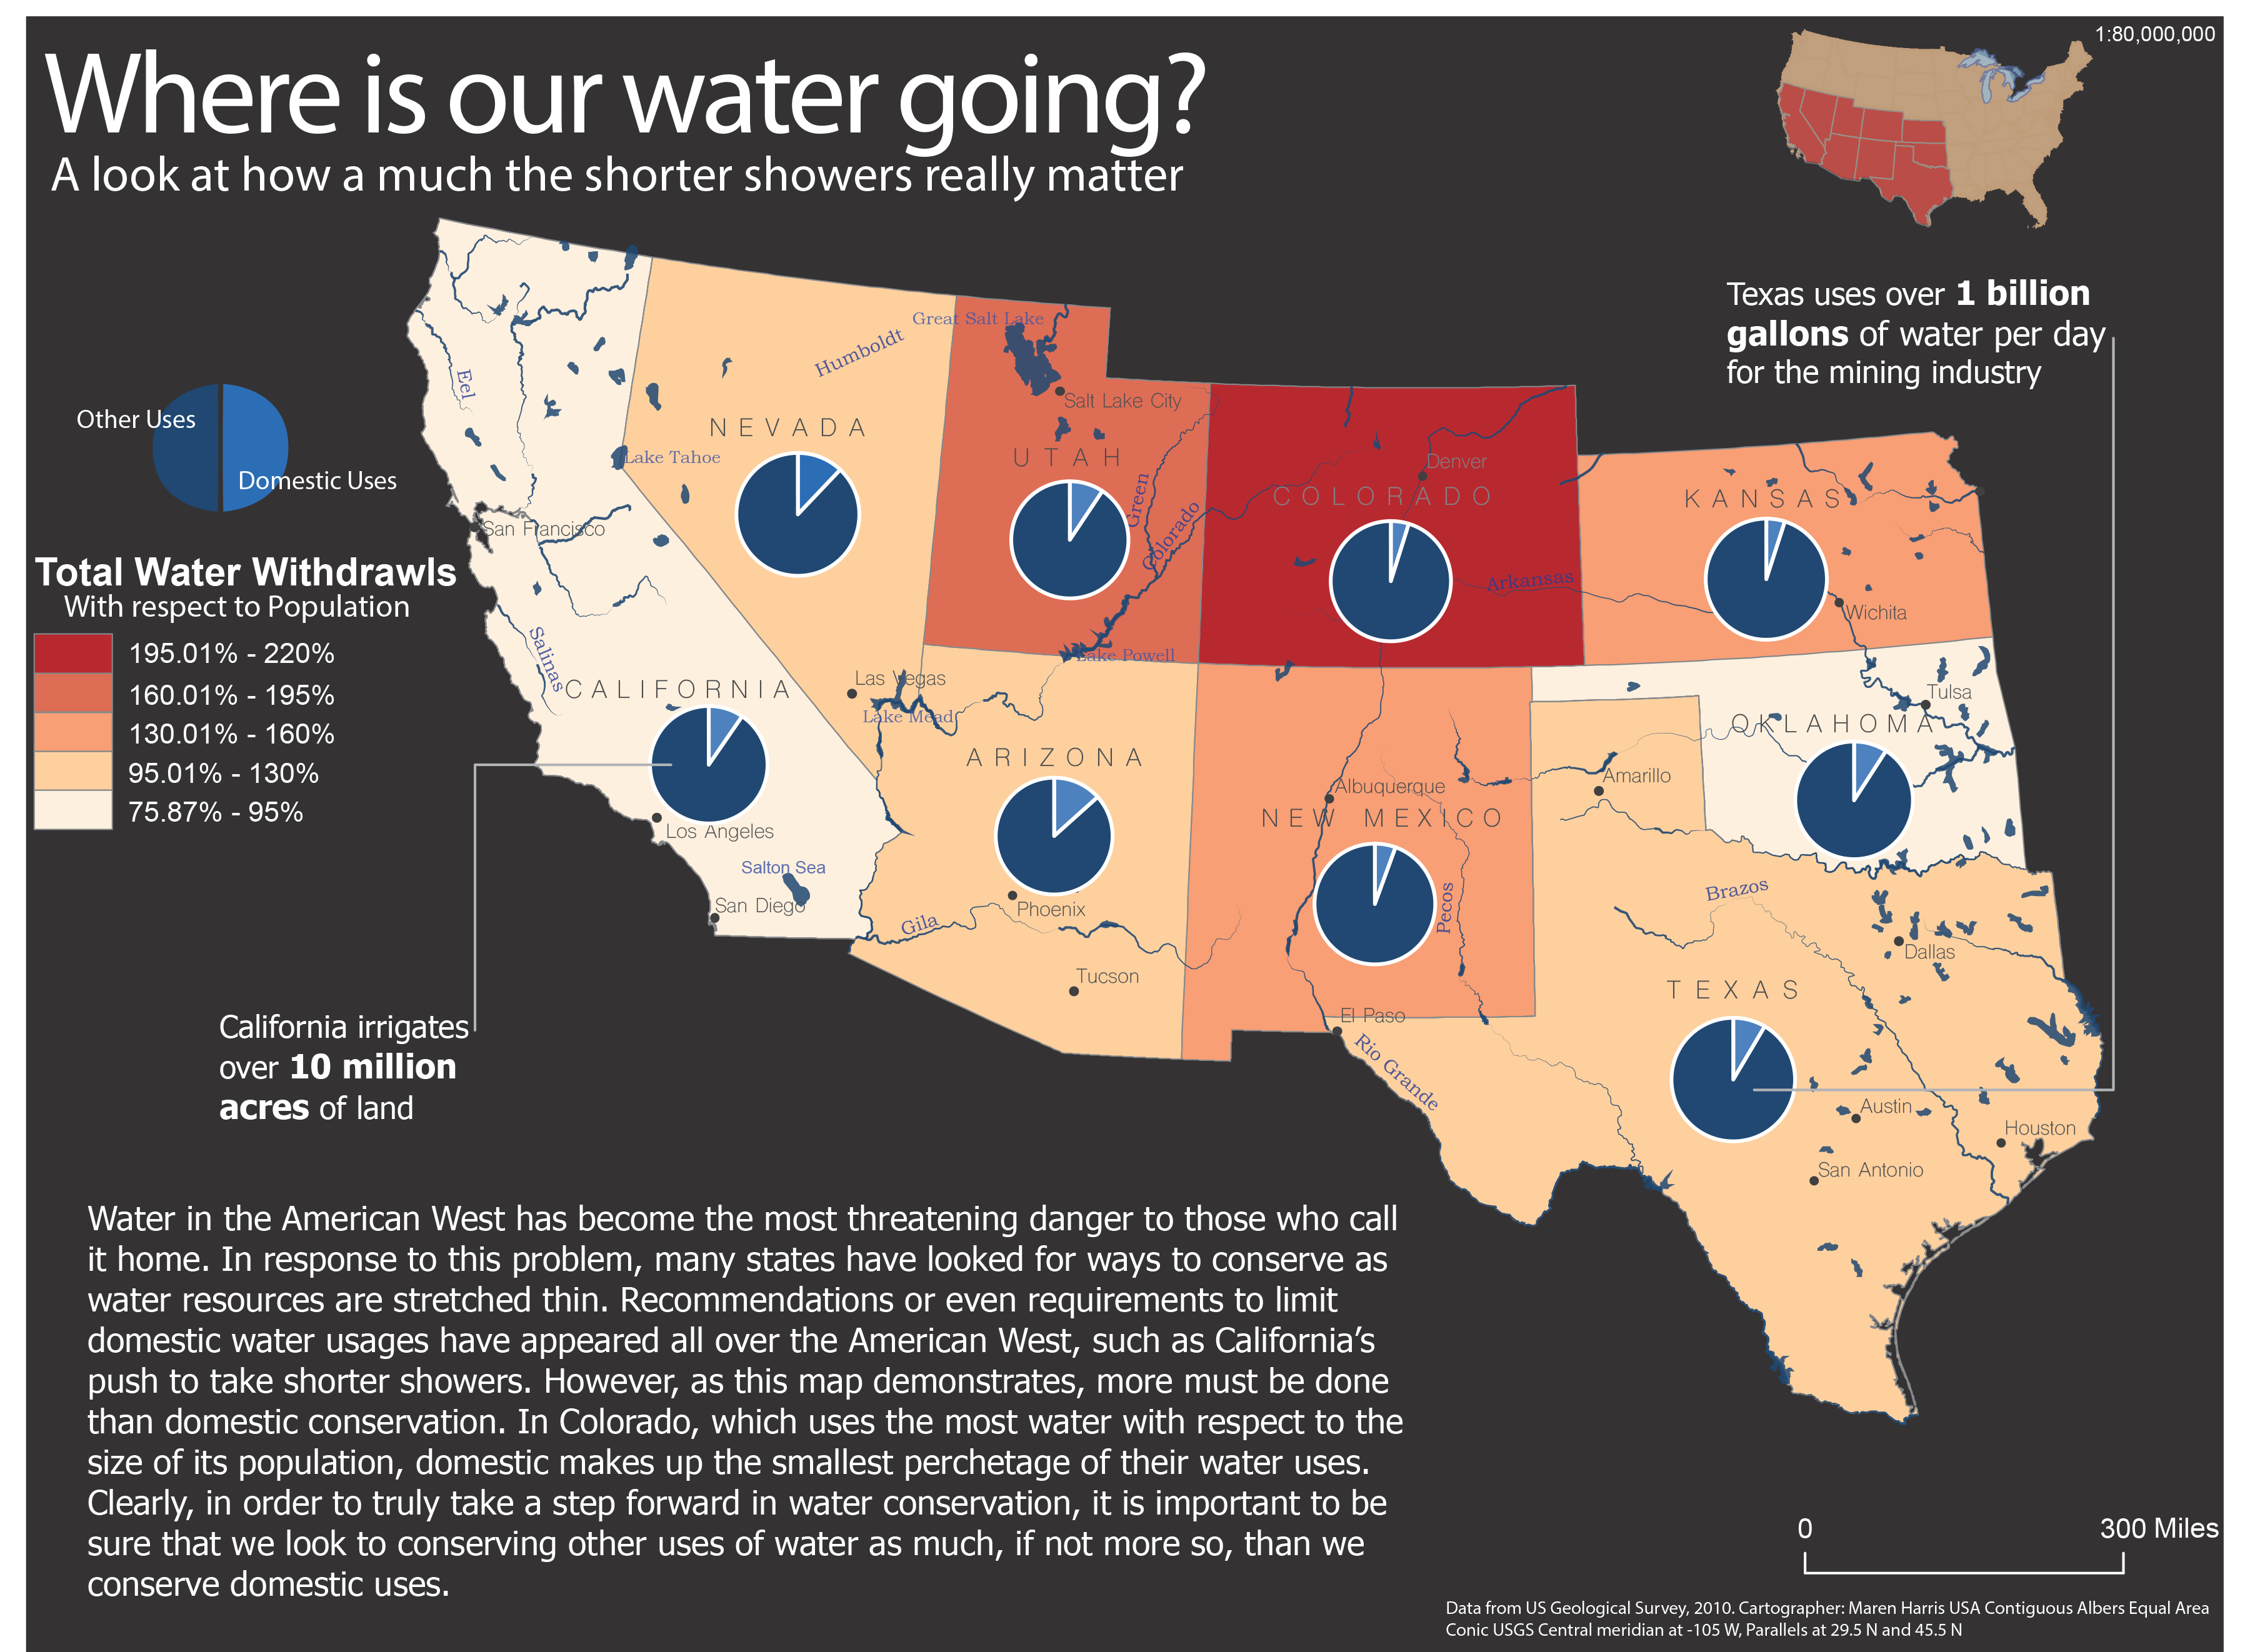 Where is our water going?
A look at how a much the shorter showers really matter
1:80,000,000
Texas uses over 1 billion
gallons of water per day
for the mining industry
Other Uses
Domestic Uses
Total Water Withdrawls
With respect to Population
195.01% - 220%
160.01% - 195%
130.01% - 160%
95.01% - 130%
75.87% - 95%
Great Salt Lake
Humboldt
Eel
NEVADA
Salt Lake City
Lake Tahoe
UTAH
Denver
COLORADO
KANSAS
Green
Colorado
San Francisco
Arkansas
Wichita
Salinas
Lake Powell
Las Vegas
CALIFORNIA
Lake Mead
Tulsa
OKLAHOMA
ARIZONA
Amarillo
Albuquerque
NEW MEXICO
Los Angeles
Salton Sea
San Diego
Phoenix
Gila
Pecos
Brazos
Dallas
Tucson
TEXAS
El Paso
Rio Grande
Austin
Houston
San Antonio
California irrigates
over 10 million
acres of land
Water in the American West has become the most threatening danger to those who call
it home. In response to this problem, many states have looked for ways to conserve as
water resources are stretched thin. Recommendations or even requirements to limit
domestic water usages have appeared all over the American West, such as California’s
push to take shorter showers. However, as this map demonstrates, more must be done
than domestic conservation. In Colorado, which uses the most water with respect to the
size of its population, domestic makes up the smallest perchetage of their water uses.
Clearly, in order to truly take a step forward in water conservation, it is important to be
sure that we look to conserving other uses of water as much, if not more so, than we
conserve domestic uses.
0 300 Miles
Data from US Geological Survey, 2010. Cartographer: Maren Harris USA Contiguous Albers Equal Area
Conic USGS Central meridian at -105 W, Parallels at 29.5 N and 45.5 N